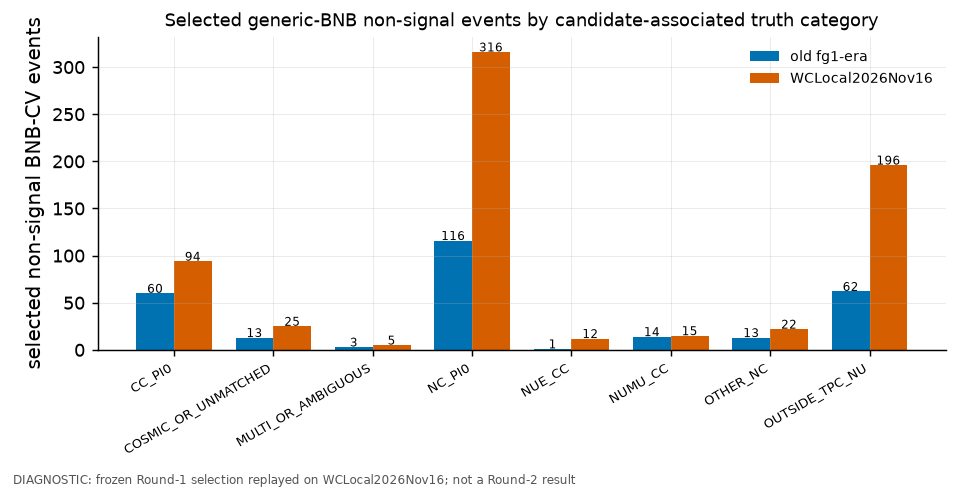 Selected generic-BNB non-signal events by candidate-associated truth category
selected non-signal BNB-CV events
old fg1-era
WCLocal2026Nov16
300
250
200
150
100
50
0
60
94
13
25
3
5
116
316
1
12
14
15
13
22
62
196
CC_PI0
COSMIC_OR_UNMATCHED
MULTI_OR_AMBIGUOUS
NC_PI0
NUE_CC
NUMU_CC
OTHER_NC
OUTSIDE_TPC_NU
DIAGNOSTIC: frozen Round-1 selection replayed on WCLocal2026Nov16; not a Round-2 result